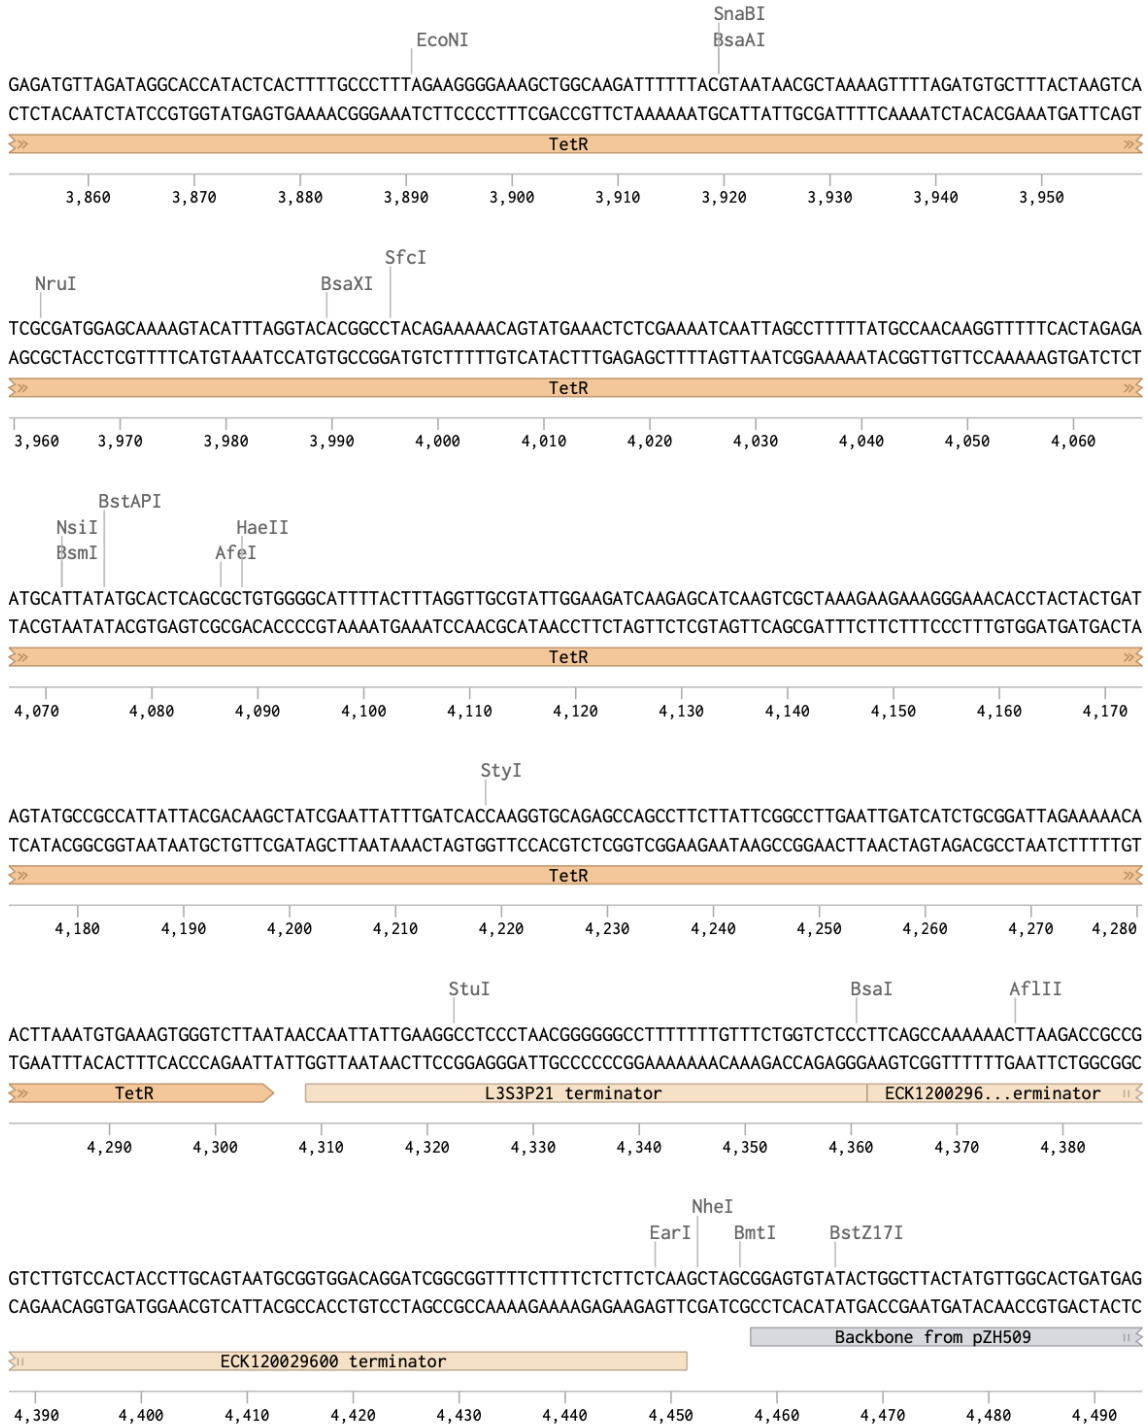 SnaBI
EcoNI BsaAI
GAGATGTTAGATAGGCACCATACTCACTTTTGCCCTTTAGAAGGGGAAAGCTGGCAAGATTTTTTACGTAATAACGCTAAAAGTTTTAGATGTGCTTTACTAAGTCA
CTCTACAATCTATCCGTGGTATGAGTGAAAACGGGAAATCTTCCCCTTTCGACCGTTCTAAAAAATGCATTATTGCGATTTTCAAAATCTACACGAAATGATTCAGT
TetR
3,860 3,870 3,880 3,890 3,900 3,910 3,920 3,930 3,940 3,950
SfcI
NruI BsaXI
TCGCGATGGAGCAAAAGTACATTTAGGTACACGGCCTACAGAAAAACAGTATGAAACTCTCGAAAATCAATTAGCCTTTTTATGCCAACAAGGTTTTTCACTAGAGA
AGCGCTACCTCGTTTTCATGTAAATCCATGTGCCGGATGTCTTTTTGTCATACTTTGAGAGCTTTTAGTTAATCGGAAAAATACGGTTGTTCCAAAAAGTGATCTCT
TetR
3,960 3,970 3,980 3,990 4,000 4,010 4,020 4,030 4,040 4,050 4,060
BstAPI
NsiI HaeII
BsmI AfeI
ATGCATTATATGCACTCAGCGCTGTGGGGCATTTTACTTTAGGTTGCGTATTGGAAGATCAAGAGCATCAAGTCGCTAAAGAAGAAAGGGAAACACCTACTACTGAT
TACGTAATATACGTGAGTCGCGACACCCCGTAAAATGAAATCCAACGCATAACCTTCTAGTTCTCGTAGTTCAGCGATTTCTTCTTTCCCTTTGTGGATGATGACTA
TetR
4,070 4,080 4,090 4,100 4,110 4,120 4,130 4,140 4,150 4,160 4,170
StyI
AGTATGCCGCCATTATTACGACAAGCTATCGAATTATTTGATCACCAAGGTGCAGAGCCAGCCTTCTTATTCGGCCTTGAATTGATCATCTGCGGATTAGAAAAACA
TCATACGGCGGTAATAATGCTGTTCGATAGCTTAATAAACTAGTGGTTCCACGTCTCGGTCGGAAGAATAAGCCGGAACTTAACTAGTAGACGCCTAATCTTTTTGT
TetR
4,180 4,190 4,200 4,210 4,220 4,230 4,240 4,250 4,260 4,270 4,280
StuI BsaI AflII
ACTTAAATGTGAAAGTGGGTCTTAATAACCAATTATTGAAGGCCTCCCTAACGGGGGGCCTTTTTTTTGTTTCTGGTCTCCCTTCAGCCAAAAAACTTAAGACCGCCG
TGAATTTACACTTTCACCCAGAATTATTGGTTAATAACTTCCGGAGGGATTGCCCCCCGGAAAAAAAACAAAGACCAGAGGGAAGTCGGTTTTTTGAATTCTGGCGGC
TetR L3S3P21 terminator ECK1200296...erminator
4,290 4,300 4,310 4,320 4,330 4,340 4,350 4,360 4,370 4,380
NheI
EarI BmtI BstZ17I
GTCTTGTCCACTACCTTGCAGTAATGCGGTGGACAGGATCGGCGGTTTTCTTTTCTCTTCTCAAGCTAGCGGAGTGTATACTGGCTTACTATGTTGGCACTGATGAG
CAGAACAGGTGATGGAACGTCATTACGCCACCTGTCCTAGCCGCCAAAAGAAAAGAGAAGAGTTCGATCGCCTCACATATGACCGAATGATACAACCGTGACTACTC
Backbone from pZH509
ECK120029600 terminator
4,390 4,400 4,410 4,420 4,430 4,440 4,450 4,460 4,470 4,480 4,490